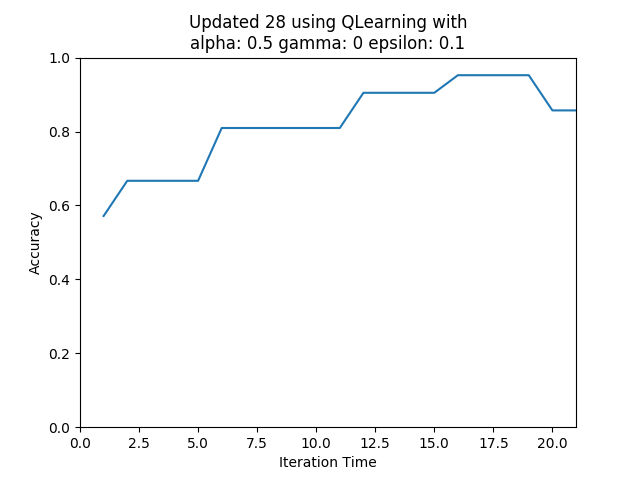 Updated 28 using QLearning with
alpha: 0.5 gamma: 0 epsilon: 0.1
1.0
0.8
0.6
0.4
0.2
0.0
Accuracy
0.0 2.5 5.0 7.5 10.0 12.5 15.0 17.5 20.0
Iteration Time